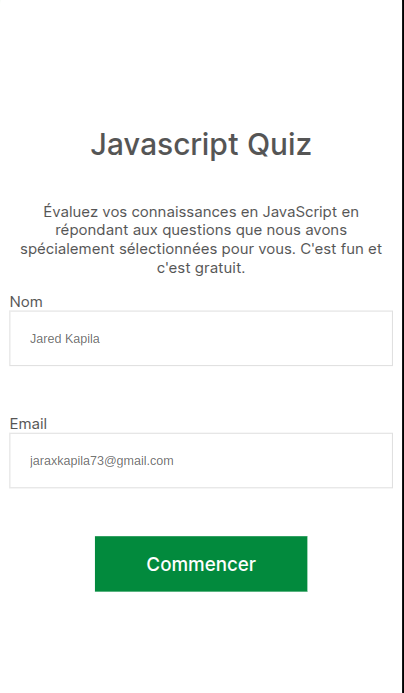 Javascript Quiz
Évaluez vos connaissances en JavaScript en
répondant aux questions que nous avons
spécialement sélectionnées pour vous. C'est fun et
c'est gratuit.
Nom
Jared Kapila
Email
jaraxkapila73@gmail.com
Commencer